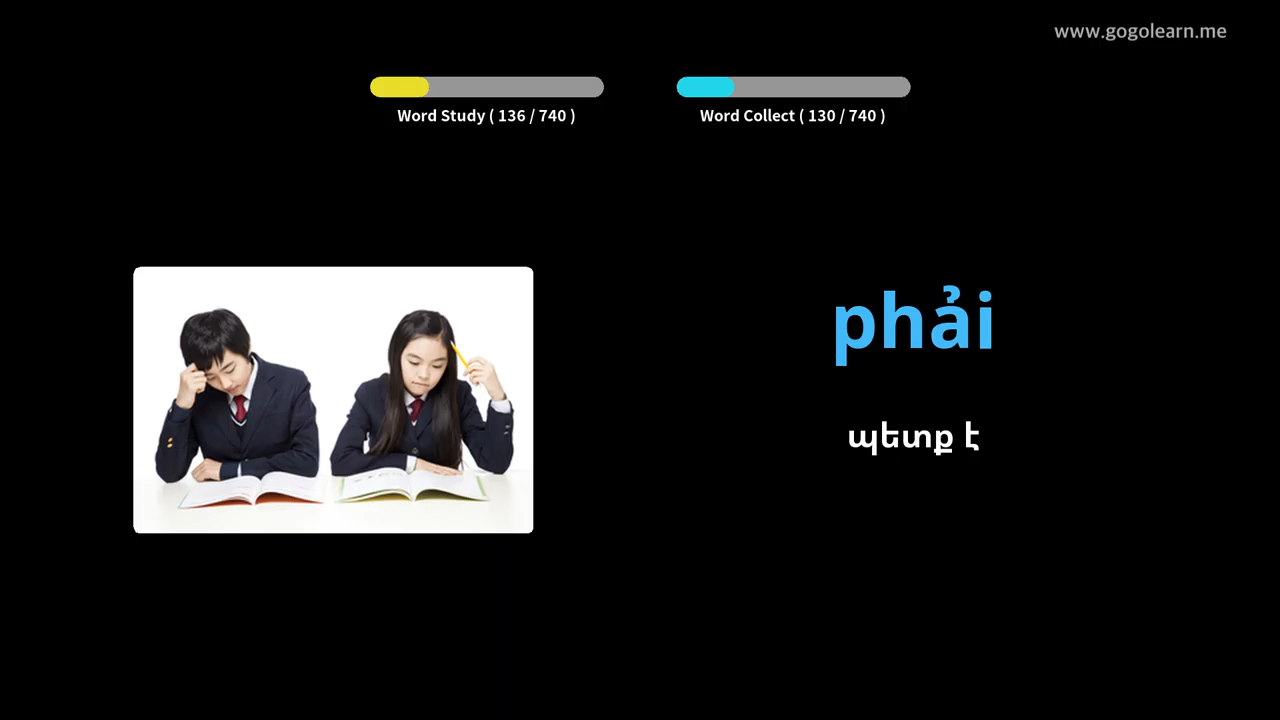 www.gogolearn.me
Word Study ( 136 / 740 )
Word Collect ( 130 / 740 )
phải
պետք է